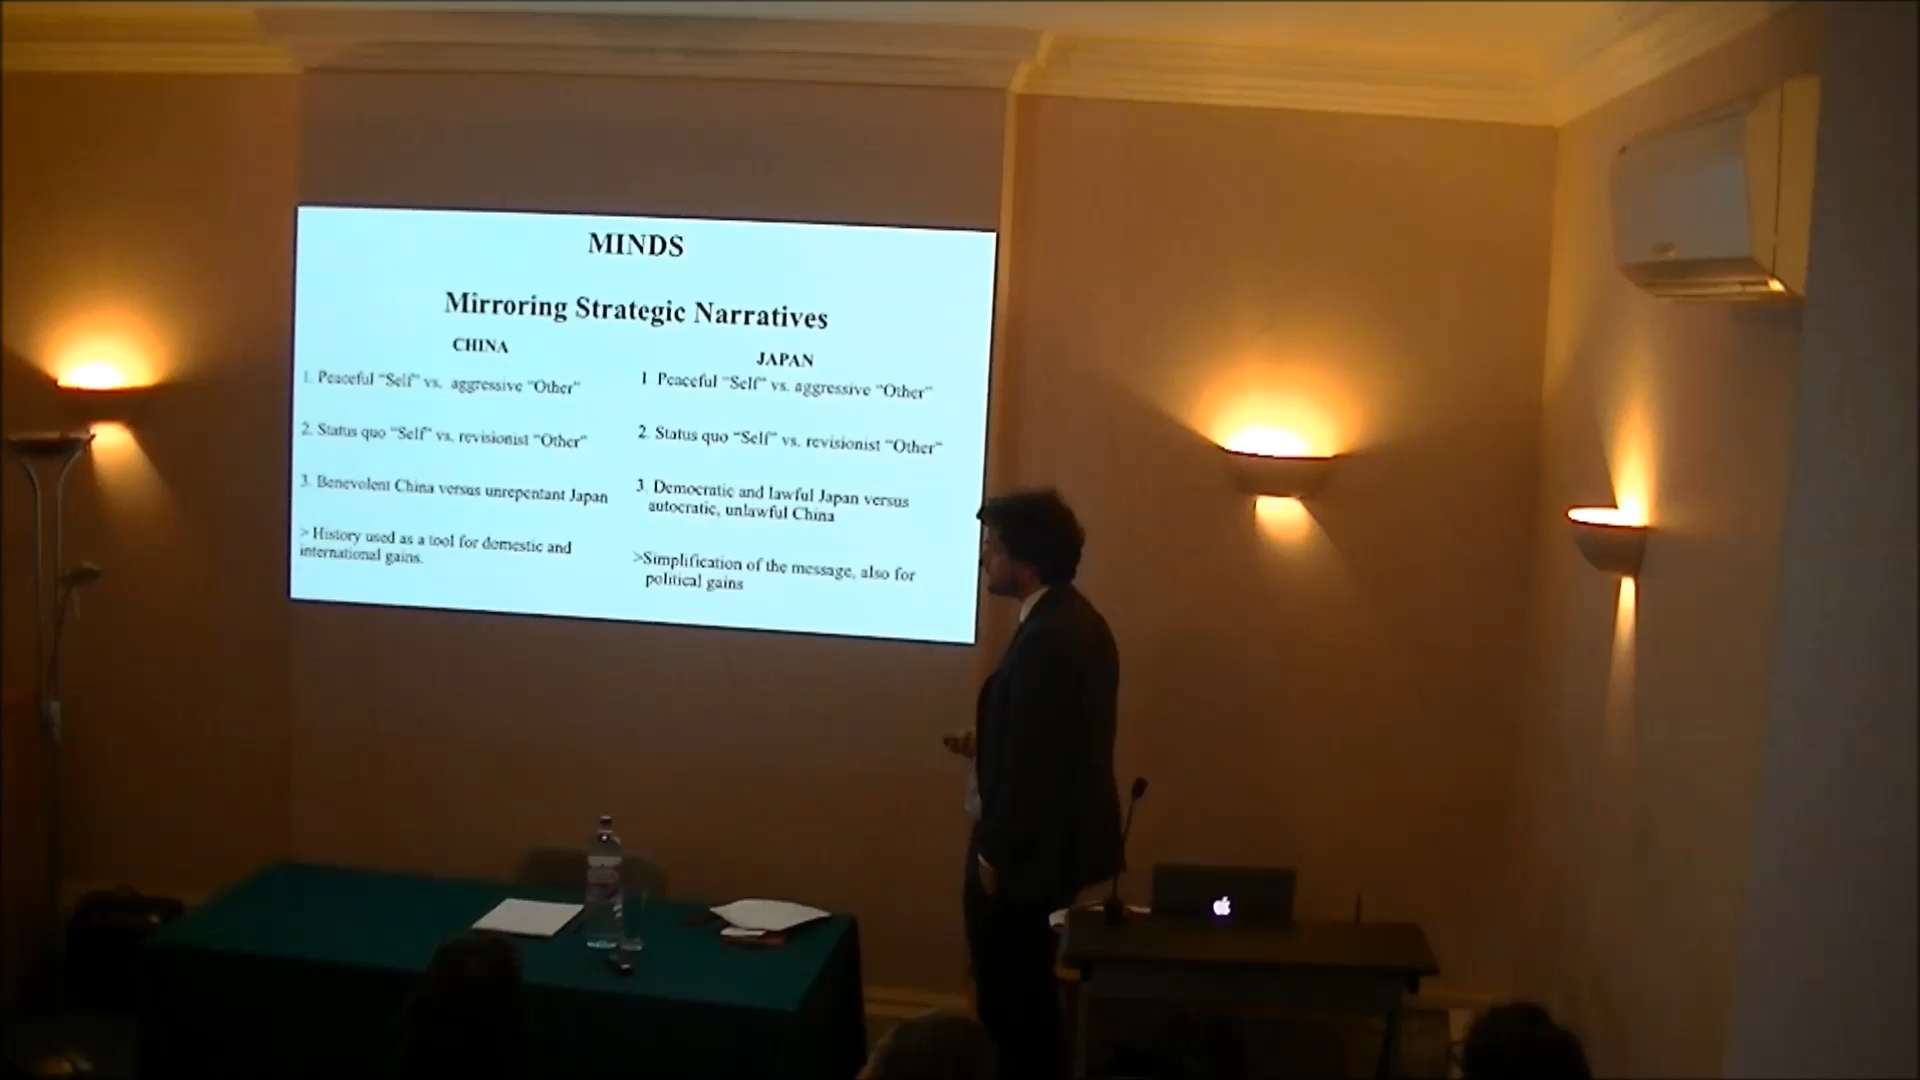 MINDS
Mirroring Strategic Narratives
CHINA
1. Peaceful "Self" vs. aggressive "Other"
2. Status quo "Self" vs. revisionist "Other"
3. Benevolent China versus unrepentant Japan
> History used as a tool for domestic and
international gains.
JAPAN
1 Peaceful "Self" vs. aggressive "Other"
2. Status quo "Self" vs. revisionist "Other"
3. Democratic and lawful Japan versus
autocratic, unlawful China
>Simplification of the message, also for
political gains